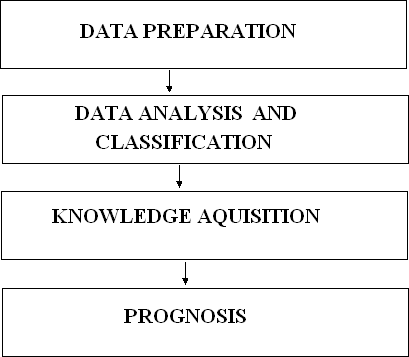 DATA PREPARATION
DATA ANALYSIS AND
CLASSIFICATION
KNOWLEDGE AQUISITION
PROGNOSIS